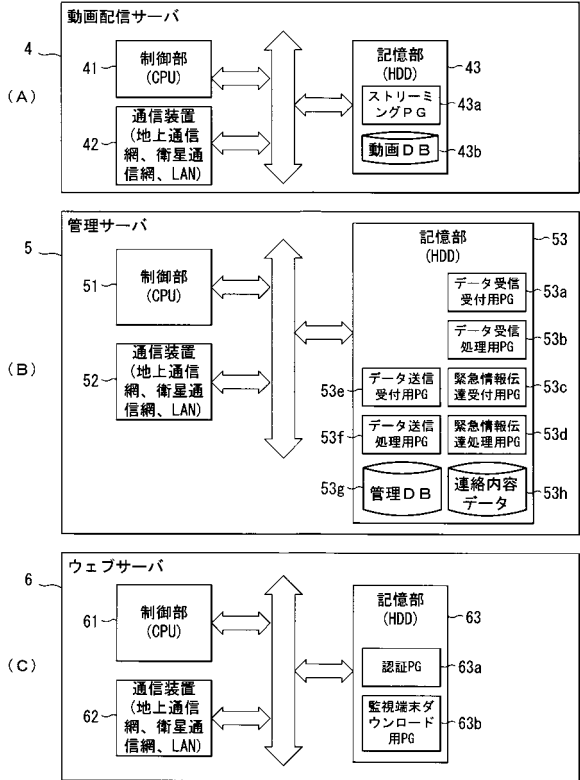 動画配信サーバ
4
(A)
制御部
(CPU)
41
通信装置
(地上通信
網、衛星通
信網、LAN)
42
記憶部
(HDD)
43
ストリーミ
ングPG
43a
動画DB
43b
管理サーバ
5
(B)
制御部
(CPU)
51
通信装置
(地上通信
網、衛星通
信網、LAN)
52
記憶部
(HDD)
53
データ受信
受付用PG
53a
データ受信
処理用PG
53b
53e
データ送信
受付用PG
緊急情報伝
達受付用PG
53c
53f
データ送信
処理用PG
緊急情報伝
達処理用PG
53d
53g
管理DB
連絡内容
データ
53h
ウェブサーバ
6
(C)
制御部
(CPU)
61
通信装置
(地上通信
網、衛星通
信網、LAN)
62
記憶部
(HDD)
63
認証PG
63a
監視端末ダ
ウンロード
用PG
63b